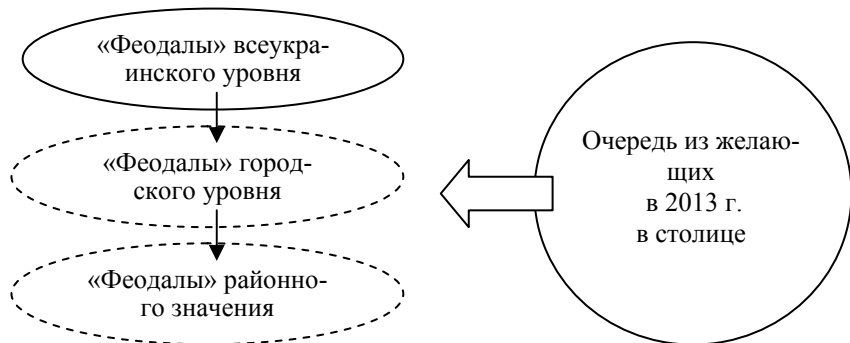 «Феодалы» всеукра-
инского уровня
«Феодалы» город-
ского уровня
«Феодалы» районно-
го значения
Очередь из желаю-
щих
в 2013 г.
в столице